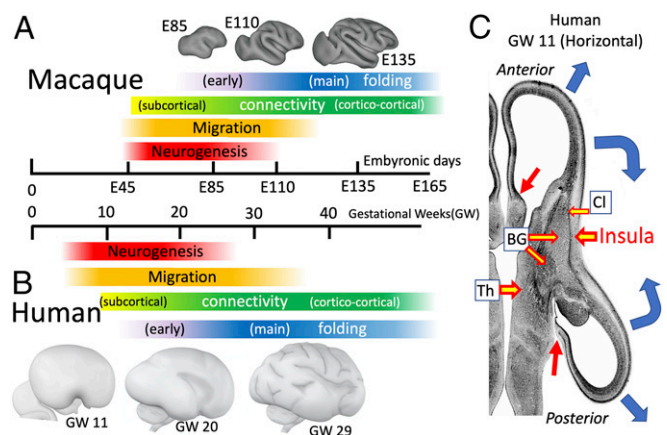 A
E85
E110
E135
Macaque
(early)
(main)
folding
(subcortical)
connectivity
(cortico-cortical)
Migration
Neurogenesis
Embyronic days
0
E45
E85
E110
E135
E165
0
10
20
30
40
Gestational Weeks(GW)
Neurogenesis
Migration
B
Human
(subcortical)
connectivity
(cortico-cortical)
(early)
(main)
folding
GW 11
GW 20
GW 29
C
Human
GW 11 (Horizontal)
Anterior
Cl
BG
Insula
Th
Posterior